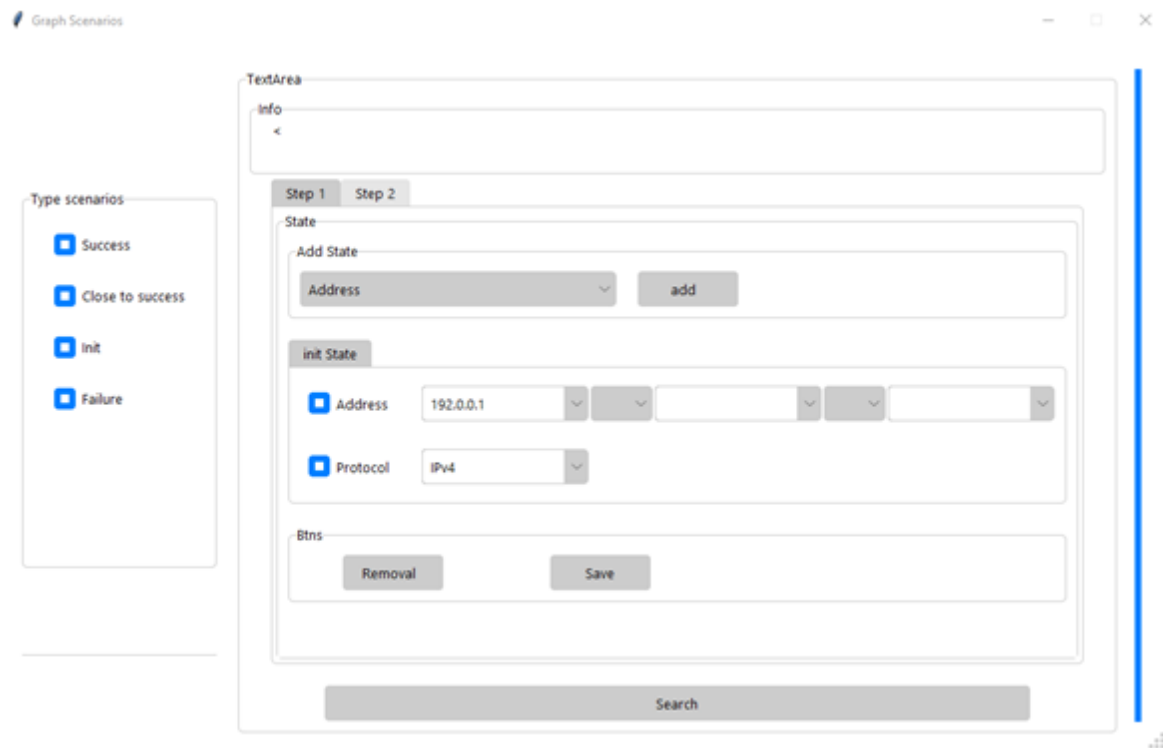 Graph Scenarios
TextArea
Info
<
Type scenarios
Success
Close to success
Init
Failure
Step 1 Step 2
State
Add State
Address add
init State
Address 192.0.0.1
Protocol IPv4
Btns
Removal Save
Search